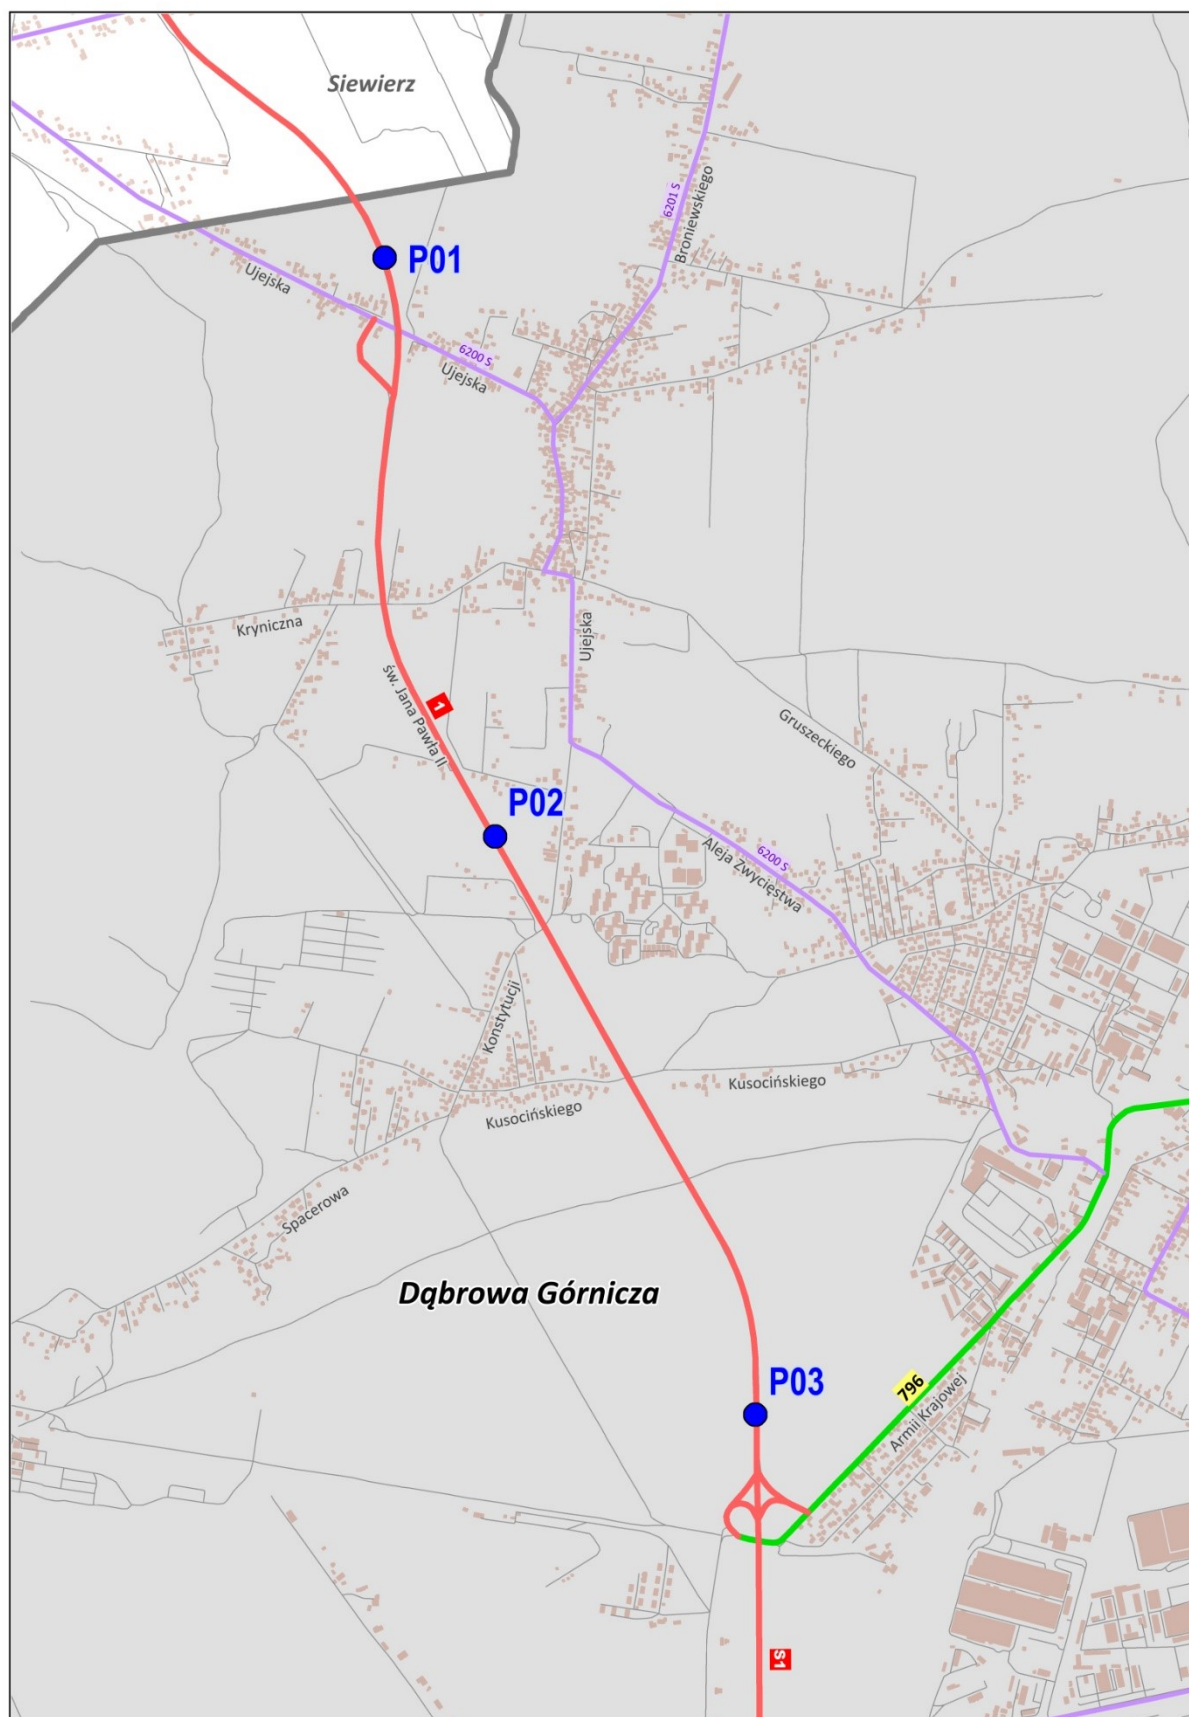 Siewierz
6201 S
Broniewskiego
P01
Ujejska
6200 S
Ujejska
Kryniczna
Ujejska
św. Jana Pawła II
1
Gruszeckiego
P02
6200 S
Aleja Zwycięstwa
Konstytucji
Kusocińskiego
Kusocińskiego
Spacerowa
Dąbrowa Górnicza
P03
796
Armii Krajowej
S1